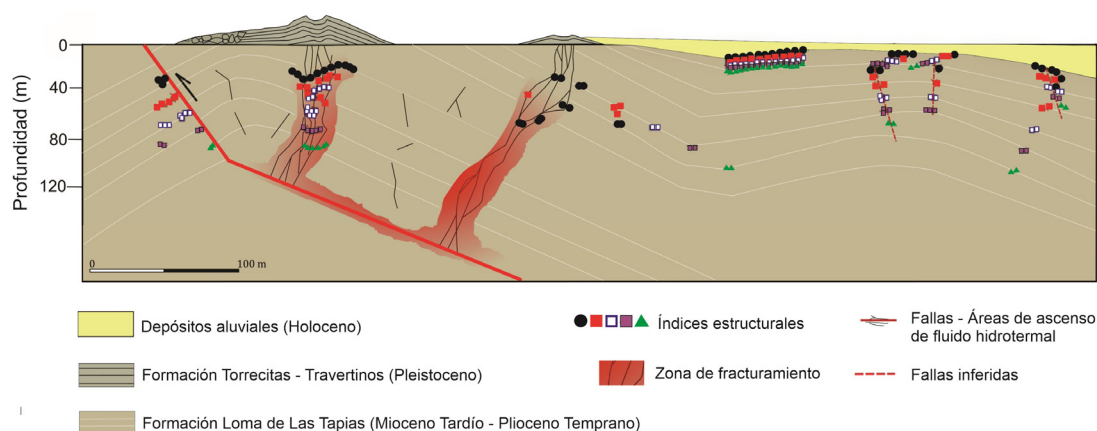 Profundidad (m)
0
40
80
120
0 100 m
Depósitos aluviales (Holoceno)
Índices estructurales
Fallas - Áreas de ascenso
de fluido hidrotermal
Formación Torrecitas - Travertinos (Pleistoceno)
Zona de fracturamiento
Fallas inferidas
Formación Loma de Las Tapias (Mioceno Tardío - Plioceno Temprano)